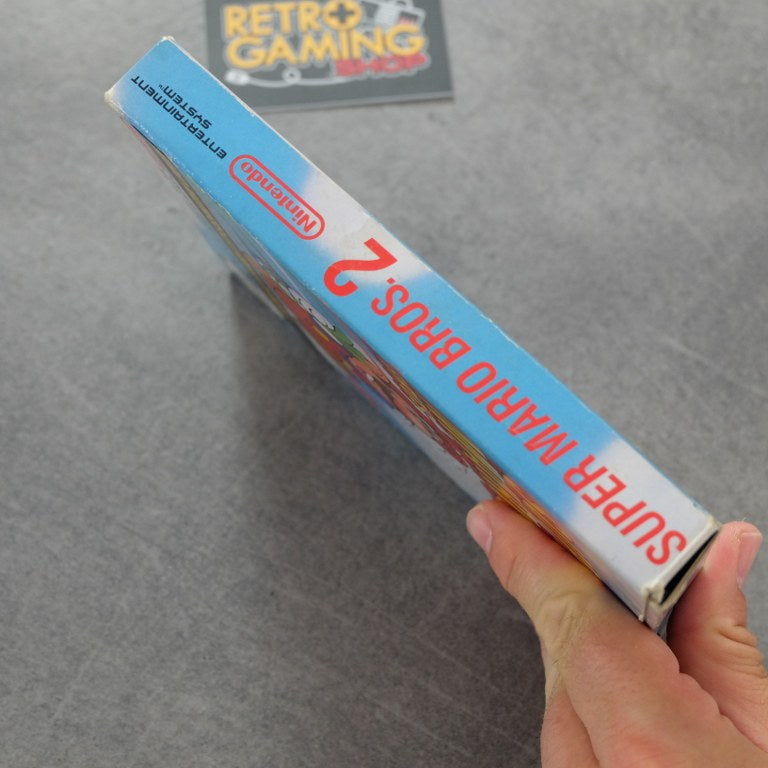 RETRO
GAMING
SHOP
SUPER MARIO BROS. 2
Nintendo
ENTERTAINMENT
SYSTEM™